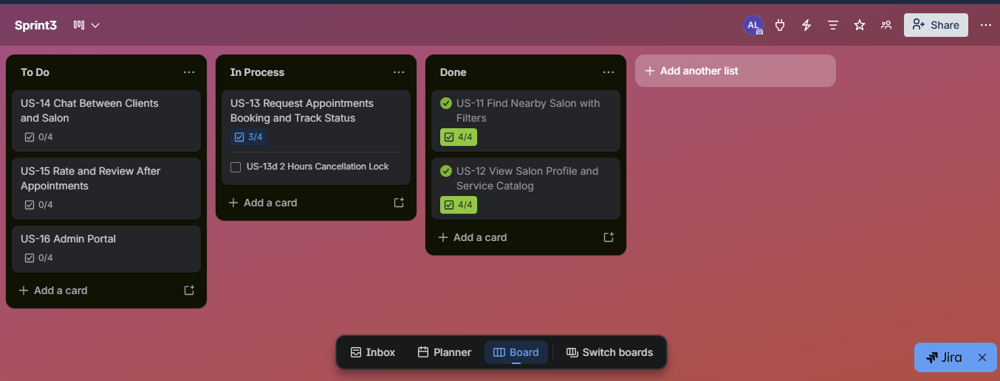 Sprint3
AL
Share
To Do
US-14 Chat Between Clients
and Salon
0/4
US-15 Rate and Review After
Appointments
0/4
US-16 Admin Portal
0/4
Add a card
In Process
US-13 Request Appointments
Booking and Track Status
3/4
US-13d 2 Hours Cancellation Lock
Add a card
Done
US-11 Find Nearby Salon with
Filters
4/4
US-12 View Salon Profile and
Service Catalog
4/4
Add a card
Add another list
Inbox
Planner
Board
Switch boards
Jira